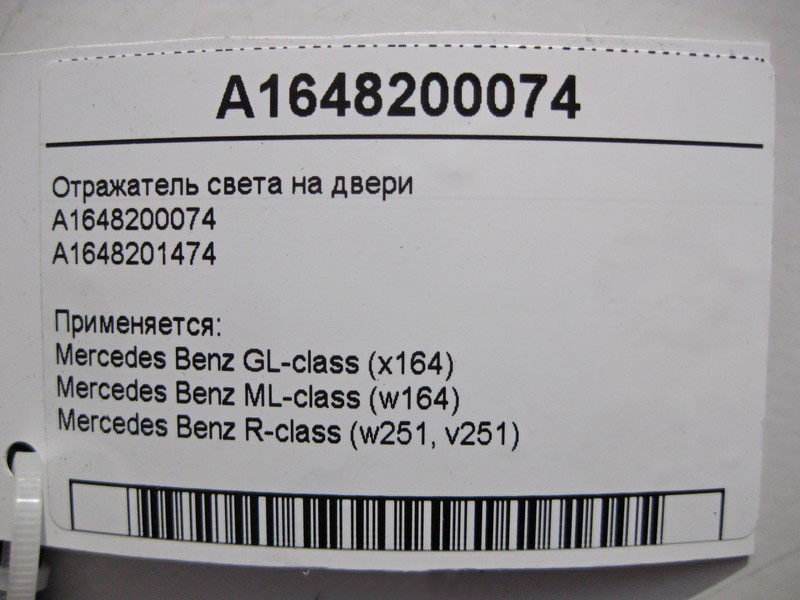 A1648200074
Отражатель света на двери
A1648200074
A1648201474
Применяется:
Mercedes Benz GL-class (x164)
Mercedes Benz ML-class (w164)
Mercedes Benz R-class (w251, v251)